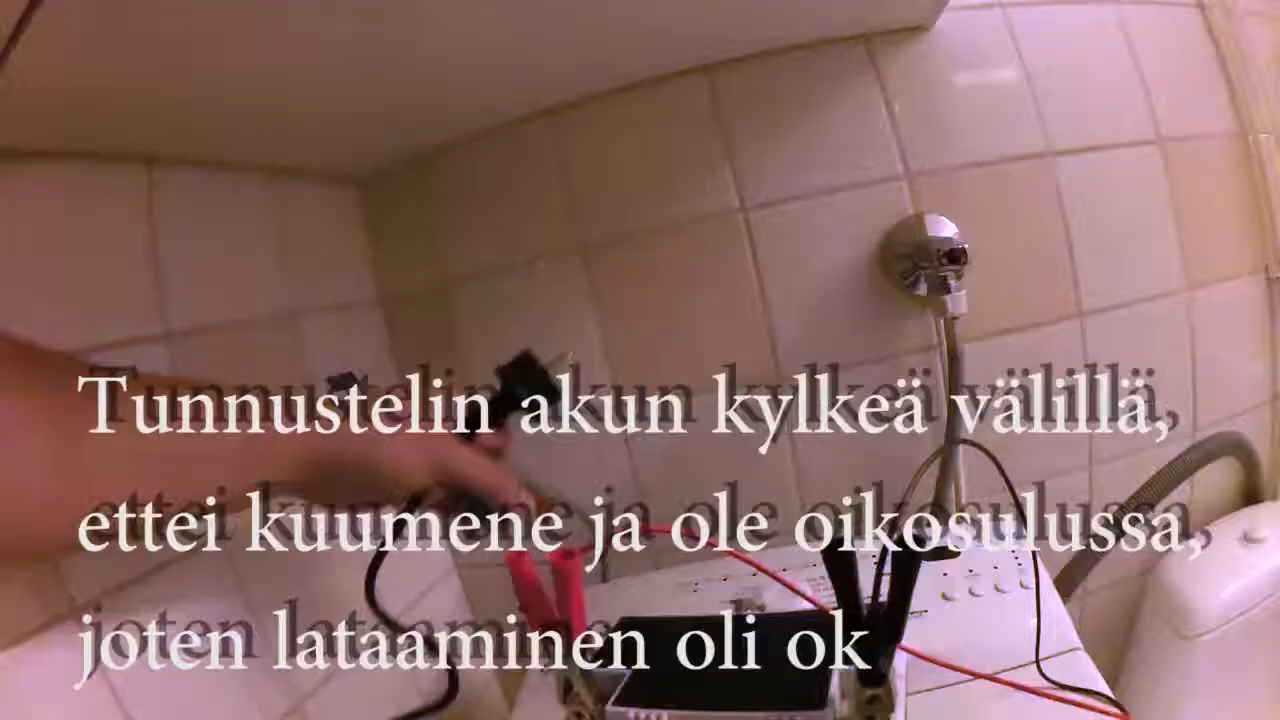 Tunnustelin akun kylkeä välillä,
ettei kuumene ja ole oikosulussa,
joten lataaminen oli ok